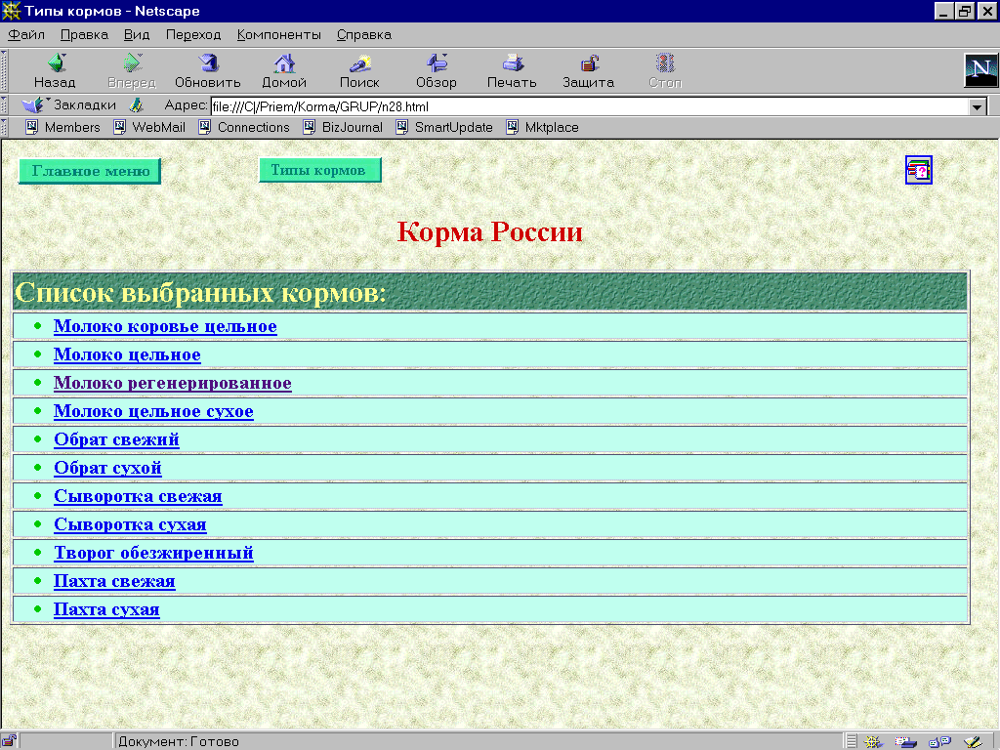 Типы кормов - Netscape
Файл Правка Вид Переход Компоненты Справка
Назад Вперед Обновить Домой Поиск Обзор Печать Защита Стоп
N
Закладки Адрес: file:///C|/Priem/Korma/GRUP/n28.html
Members WebMail Connections BizJournal SmartUpdate Mktplace
Главное меню Типы кормов
Корма России
Список выбранных кормов:
Молоко коровье цельное
Молоко цельное
Молоко регенерированное
Молоко цельное сухое
Обрат свежий
Обрат сухой
Сыворотка свежая
Сыворотка сухая
Творог обезжиренный
Пахта свежая
Пахта сухая
Документ: Готово